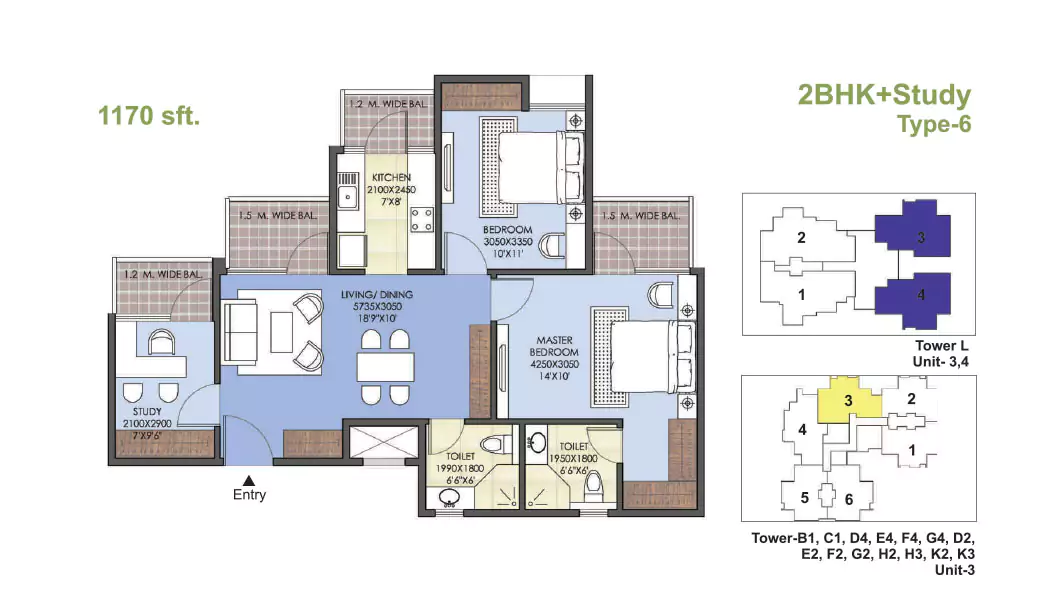 2BHK+Study
Type-6
1170 sft.
1.2 M. WIDE BAL.
KITCHEN
2100X2450
7'X8'
1.5 M. WIDE BAL.
BEDROOM
3050X3350
10'X11'
1.5 M. WIDE BAL.
1.2 M. WIDE BAL.
LIVING/ DINING
5735X3050
18'9"X10'
MASTER
BEDROOM
4250X3050
14'X10'
STUDY
2100X2900
7'X9'6"
TOILET
1990X1800
6'6"X6'
TOILET
1950X1800
6'6"X6'
Entry
2
3
1
4
Tower L
Unit- 3,4
3
2
4
1
5
6
Tower-B1, C1, D4, E4, F4, G4, D2,
E2, F2, G2, H2, H3, K2, K3
Unit-3